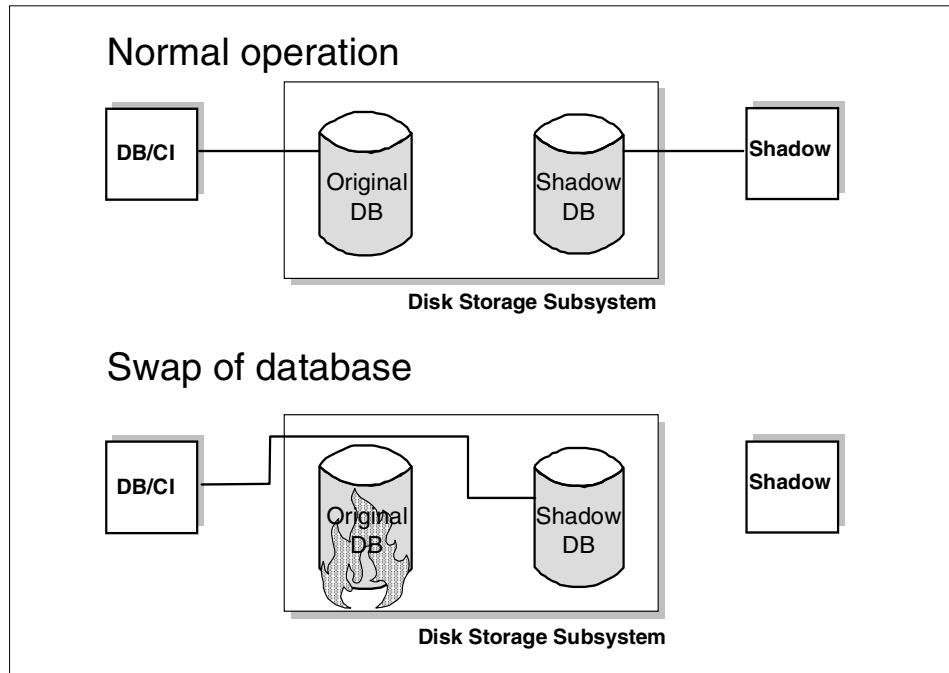 Normal operation
DB/CI
Original
DB
Shadow
DB
Shadow
Disk Storage Subsystem
Swap of database
DB/CI
Original
DB
Shadow
DB
Shadow
Disk Storage Subsystem